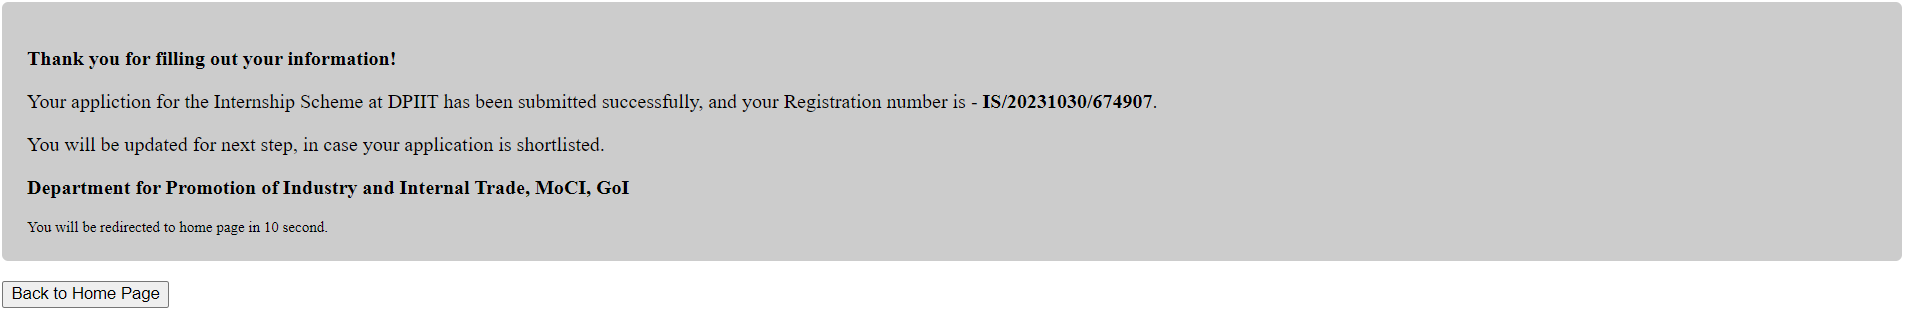 Thank you for filling out your information!
Your appliction for the Internship Scheme at DPIIT has been submitted successfully, and your Registration number is - IS/20231030/674907.
You will be updated for next step, in case your application is shortlisted.
Department for Promotion of Industry and Internal Trade, MoCI, GoI
You will be redirected to home page in 10 second.
Back to Home Page